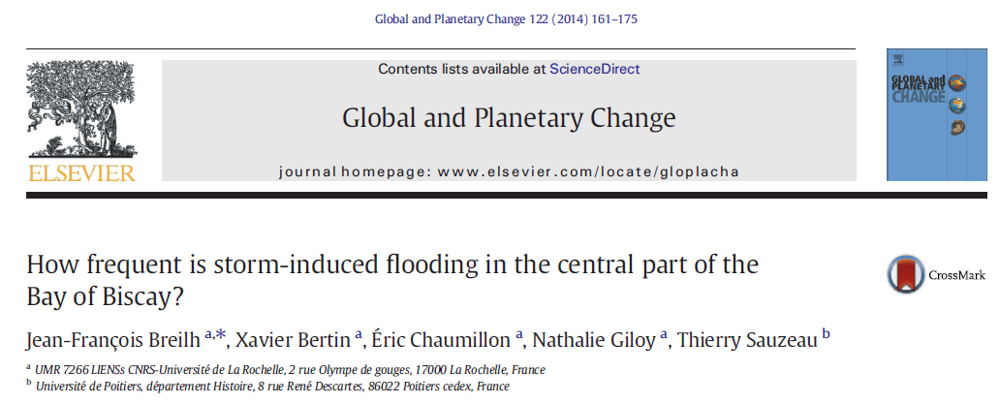 Global and Planetary Change 122 (2014) 161–175
Contents lists available at ScienceDirect
Global and Planetary Change
journal homepage: www.elsevier.com/locate/gloplacha
ELSEVIER
GLOBAL and
PLANETARY
CHANGE
How frequent is storm-induced flooding in the central part of the
Bay of Biscay?
CrossMark
Jean-François Breilh a,*, Xavier Bertin a, Éric Chaumillon a, Nathalie Giloy a, Thierry Sauzeau b
a UMR 7266 LIENSs CNRS-Université de La Rochelle, 2 rue Olympe de gouges, 17000 La Rochelle, France
b Université de Poitiers, département Histoire, 8 rue René Descartes, 86022 Poitiers cedex, France